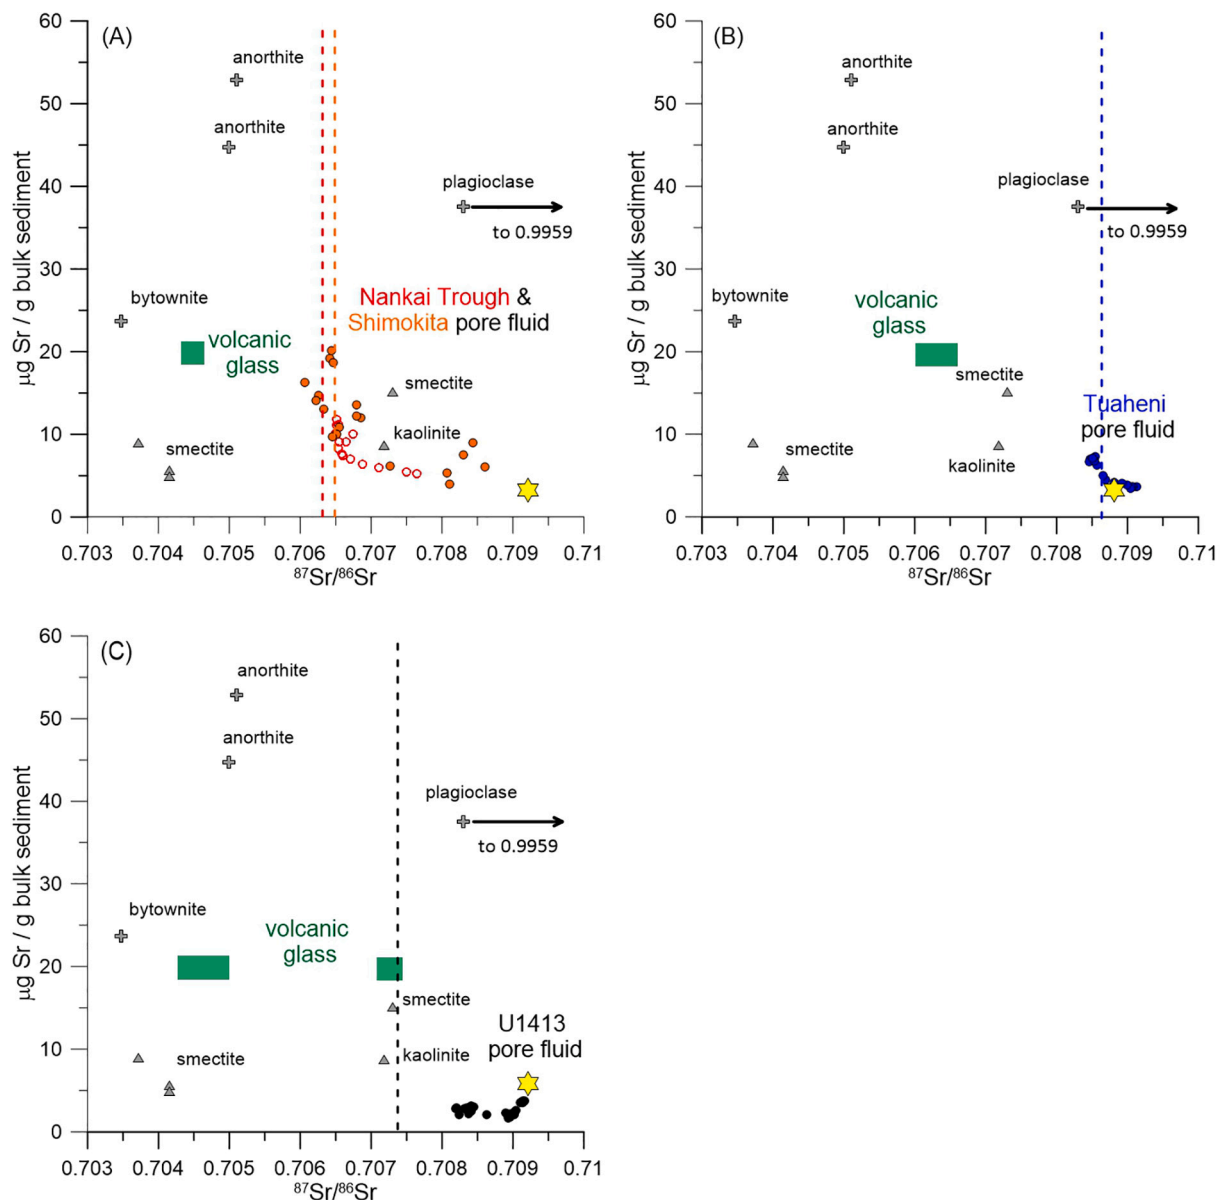 (A)
60
50
40
30
20
10
0
μg Sr / g bulk sediment
anorthite
anorthite
plagioclase
to 0.9959
bytownite
Nankai Trough &
Shimokita pore fluid
volcanic
glass
smectite
kaolinite
smectite
0.703 0.704 0.705 0.706 0.707 0.708 0.709 0.71
87Sr/86Sr
(B)
60
50
40
30
20
10
0
μg Sr / g bulk sediment
anorthite
anorthite
plagioclase
to 0.9959
bytownite
volcanic
glass
smectite
Tuaheni
pore fluid
smectite
kaolinite
0.703 0.704 0.705 0.706 0.707 0.708 0.709 0.71
87Sr/86Sr
(C)
60
50
40
30
20
10
0
μg Sr / g bulk sediment
anorthite
anorthite
plagioclase
to 0.9959
bytownite
volcanic
glass
smectite
U1413
pore fluid
smectite
kaolinite
0.703 0.704 0.705 0.706 0.707 0.708 0.709 0.71
87Sr/86Sr